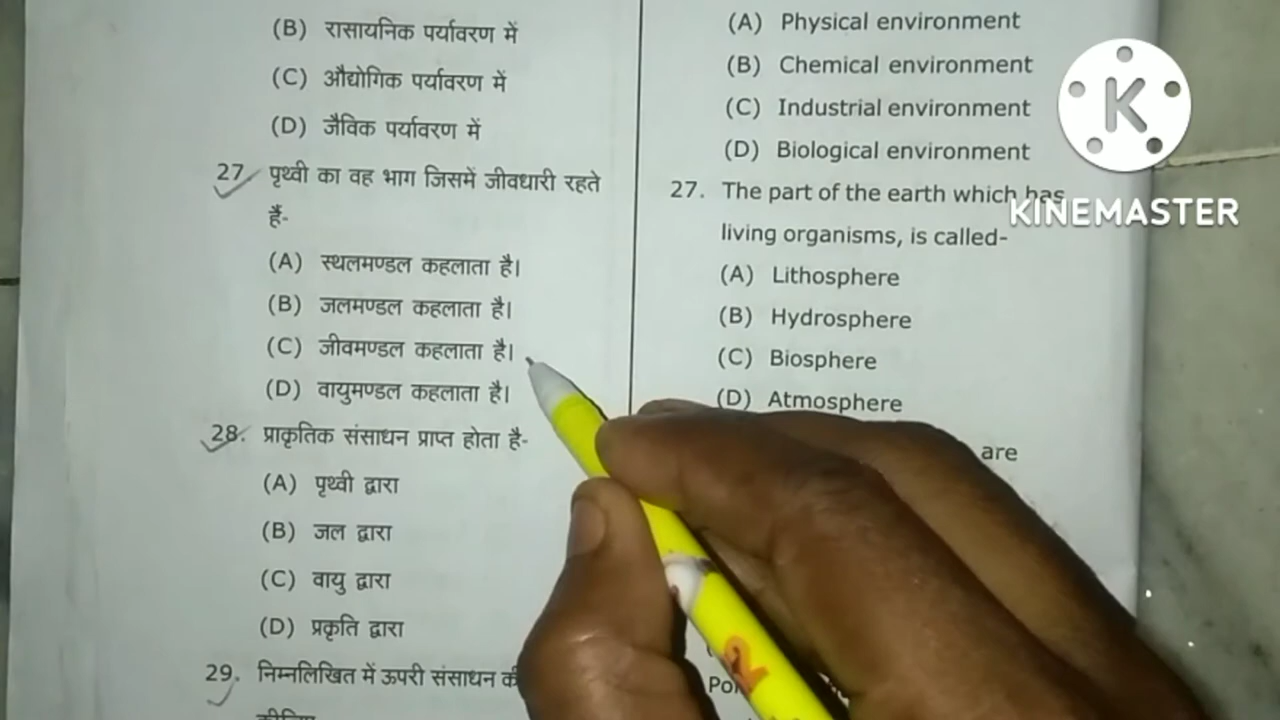 (B) रासायनिक पर्यावरण में
(C) औद्योगिक पर्यावरण में
(D) जैविक पर्यावरण में
27. पृथ्वी का वह भाग जिसमें जीवधारी रहते
हैं-
(A) स्थलमण्डल कहलाता है।
(B) जलमण्डल कहलाता है।
(C) जीवमण्डल कहलाता है।
(D) वायुमण्डल कहलाता है।
28. प्राकृतिक संसाधन प्राप्त होता है-
(A) पृथ्वी द्वारा
(B) जल द्वारा
(C) वायु द्वारा
(D) प्रकृति द्वारा
29. निम्नलिखित में ऊपरी संसाधन
(A) Physical environment
(B) Chemical environment
(C) Industrial environment
(D) Biological environment
27. The part of the earth which has
living organisms, is called-
(A) Lithosphere
(B) Hydrosphere
(C) Biosphere
(D) Atmosphere
are
K
KINEMASTER